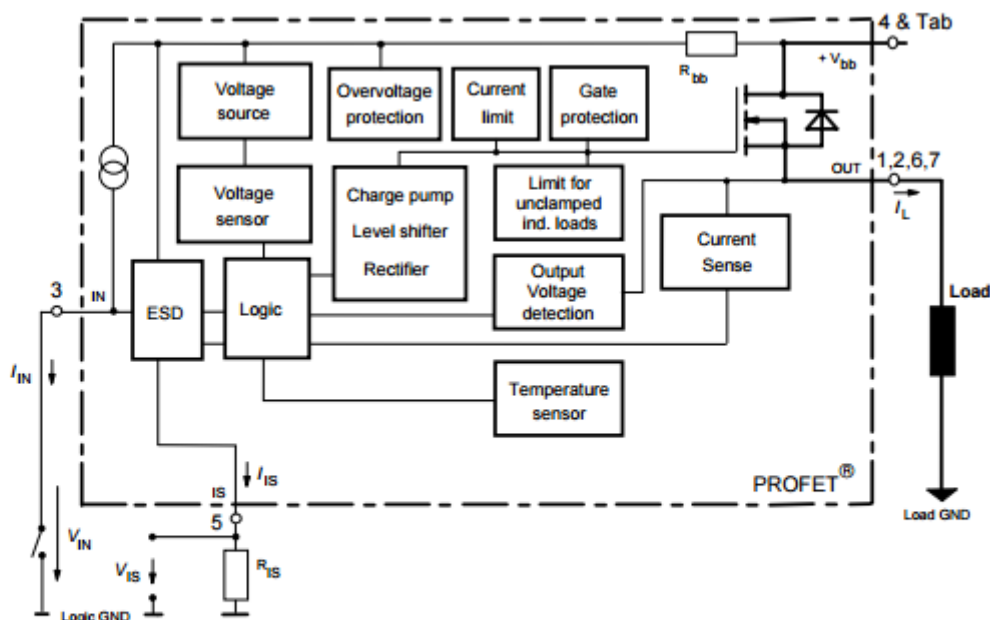 4 & Tab
R bb
+ V bb
Voltage
source
Overvoltage
protection
Current
limit
Gate
protection
Voltage
sensor
Charge pump
Level shifter
Rectifier
Limit for
unclamped
ind. loads
OUT
1,2,6,7
I L
Current
Sense
3
IN
ESD
Logic
Output
Voltage
detection
Load
I IN
Temperature
sensor
I IS
PROFET®
IS
5
V IN
V IS
R IS
Logic GND
Load GND